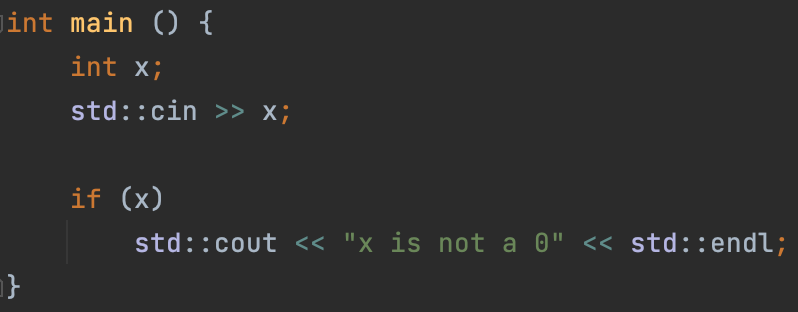 int main () {
    int x;
    std::cin >> x;

    if (x)
        std::cout << "x is not a 0" << std::endl;
}